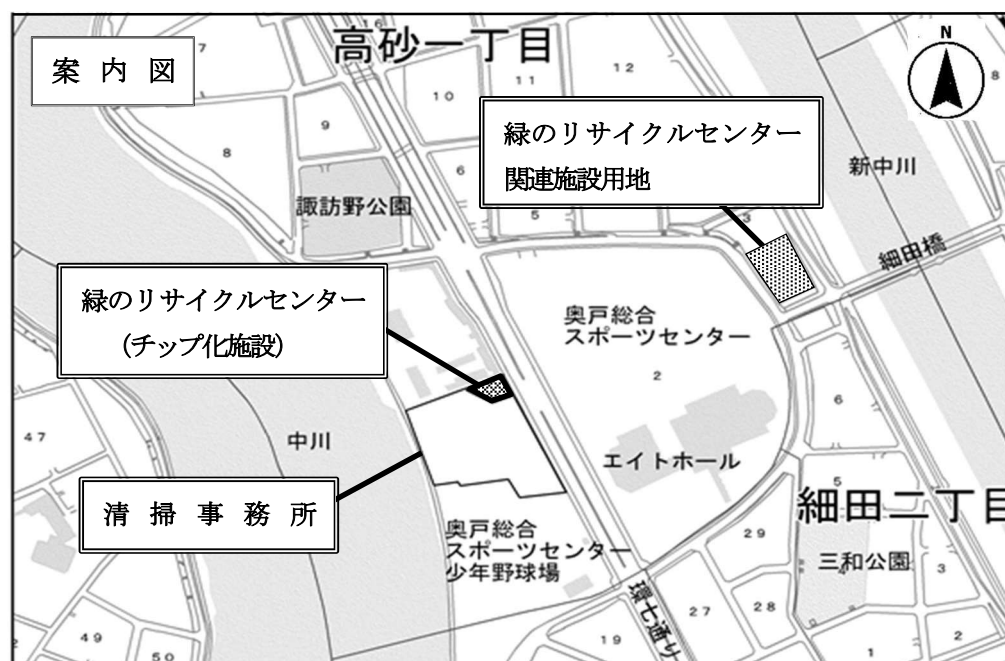 案内図
高砂一丁目
N
7
16
11
12
10
9
8
8
緑のリサイクルセンター
関連施設用地
新中川
6
諏訪野公園
5
3
細田橋
緑のリサイクルセンター
(チップ化施設)
奥戸総合
スポーツセンター
2
6
47
中川
エイトホール
清掃事務所
5
細田二丁目
奥戸総合
スポーツセンター
少年野球場
29
三和公園
4
3
環七通り
27
28
49
50
19
2
1